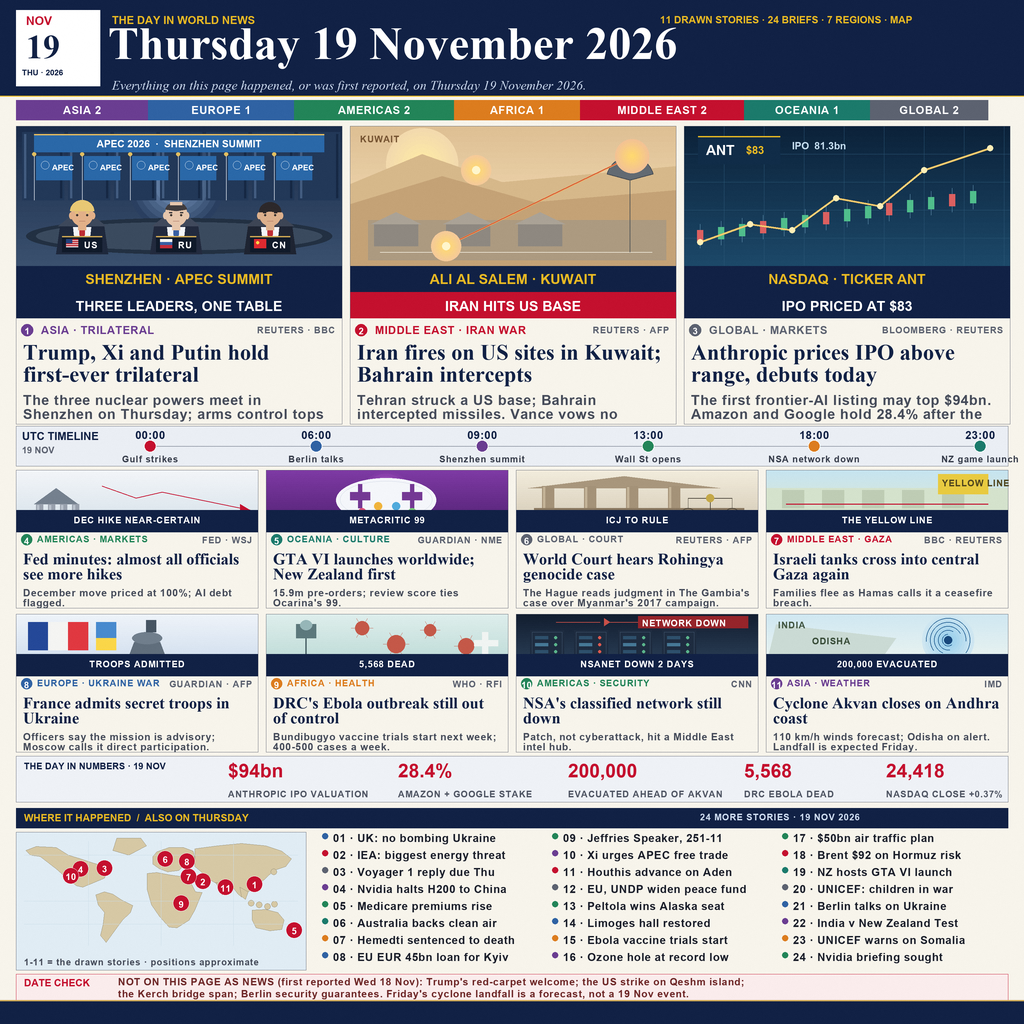 NOV
19
THU · 2026
THE DAY IN WORLD NEWS
11 DRAWN STORIES · 24 BRIEFS · 7 REGIONS · MAP
Thursday 19 November 2026
Everything on this page happened, or was first reported, on Thursday 19 November 2026.
ASIA 2
EUROPE 1
AMERICAS 2
AFRICA 1
MIDDLE EAST 2
OCEANIA 1
GLOBAL 2
APEC 2026 · SHENZHEN SUMMIT
APEC
APEC
APEC
APEC
APEC
APEC
US
RU
CN
SHENZHEN · APEC SUMMIT
THREE LEADERS, ONE TABLE
1 ASIA · TRILATERAL
REUTERS · BBC
Trump, Xi and Putin hold
first-ever trilateral
The three nuclear powers meet in
Shenzhen on Thursday; arms control tops
KUWAIT
ALI AL SALEM · KUWAIT
IRAN HITS US BASE
2 MIDDLE EAST · IRAN WAR
REUTERS · AFP
Iran fires on US sites in Kuwait;
Bahrain intercepts
Tehran struck a US base; Bahrain
intercepted missiles. Vance vows no
ANT $83
IPO 81.3bn
NASDAQ · TICKER ANT
IPO PRICED AT $83
3 GLOBAL · MARKETS
BLOOMBERG · REUTERS
Anthropic prices IPO above
range, debuts today
The first frontier-AI listing may top $94bn.
Amazon and Google hold 28.4% after the
UTC TIMELINE
19 NOV
00:00
Gulf strikes
06:00
Berlin talks
09:00
Shenzhen summit
13:00
Wall St opens
18:00
NSA network down
23:00
NZ game launch
DEC HIKE NEAR-CERTAIN
4 AMERICAS · MARKETS
FED · WSJ
Fed minutes: almost all officials
see more hikes
December move priced at 100%; AI debt
flagged.
METACRITIC 99
5 OCEANIA · CULTURE
GUARDIAN · NME
GTA VI launches worldwide;
New Zealand first
15.9m pre-orders; review score ties
Ocarina's 99.
ICJ TO RULE
6 GLOBAL · COURT
REUTERS · AFP
World Court hears Rohingya
genocide case
The Hague reads judgment in The Gambia's
case over Myanmar's 2017 campaign.
YELLOW LINE
THE YELLOW LINE
7 MIDDLE EAST · GAZA
BBC · REUTERS
Israeli tanks cross into central
Gaza again
Families flee as Hamas calls it a ceasefire
breach.
TROOPS ADMITTED
8 EUROPE · UKRAINE WAR
GUARDIAN · AFP
France admits secret troops in
Ukraine
Officers say the mission is advisory;
Moscow calls it direct participation.
5,568 DEAD
9 AFRICA · HEALTH
WHO · RFI
DRC's Ebola outbreak still out
of control
Bundibugyo vaccine trials start next week;
400-500 cases a week.
NETWORK DOWN
NSANET DOWN 2 DAYS
10 AMERICAS · SECURITY
CNN
NSA's classified network still
down
Patch, not cyberattack, hit a Middle East
intel hub.
INDIA
ODISHA
200,000 EVACUATED
11 ASIA · WEATHER
IMD
Cyclone Akvan closes on Andhra
coast
110 km/h winds forecast; Odisha on alert.
Landfall is expected Friday.
THE DAY IN NUMBERS · 19 NOV
$94bn
ANTHROPIC IPO VALUATION
28.4%
AMAZON + GOOGLE STAKE
200,000
EVACUATED AHEAD OF AKVAN
5,568
DRC EBOLA DEAD
24,418
NASDAQ CLOSE +0.37%
WHERE IT HAPPENED / ALSO ON THURSDAY
24 MORE STORIES · 19 NOV 2026
1
2
3
4
5
6
7
8
9
10
11
1-11 = the drawn stories · positions approximate
01 · UK: no bombing Ukraine
02 · IEA: biggest energy threat
03 · Voyager 1 reply due Thu
04 · Nvidia halts H200 to China
05 · Medicare premiums rise
06 · Australia backs clean air
07 · Hemedti sentenced to death
08 · EU EUR 45bn loan for Kyiv
09 · Jeffries Speaker, 251-11
10 · Xi urges APEC free trade
11 · Houthis advance on Aden
12 · EU, UNDP widen peace fund
13 · Peltola wins Alaska seat
14 · Limoges hall restored
15 · Ebola vaccine trials start
16 · Ozone hole at record low
17 · $50bn air traffic plan
18 · Brent $92 on Hormuz risk
19 · NZ hosts GTA VI launch
20 · UNICEF: children in war
21 · Berlin talks on Ukraine
22 · India v New Zealand Test
23 · UNICEF warns on Somalia
24 · Nvidia briefing sought
DATE CHECK
NOT ON THIS PAGE AS NEWS (first reported Wed 18 Nov): Trump's red-carpet welcome; the US strike on Qeshm island;
the Kerch bridge span; Berlin security guarantees. Friday's cyclone landfall is a forecast, not a 19 Nov event.